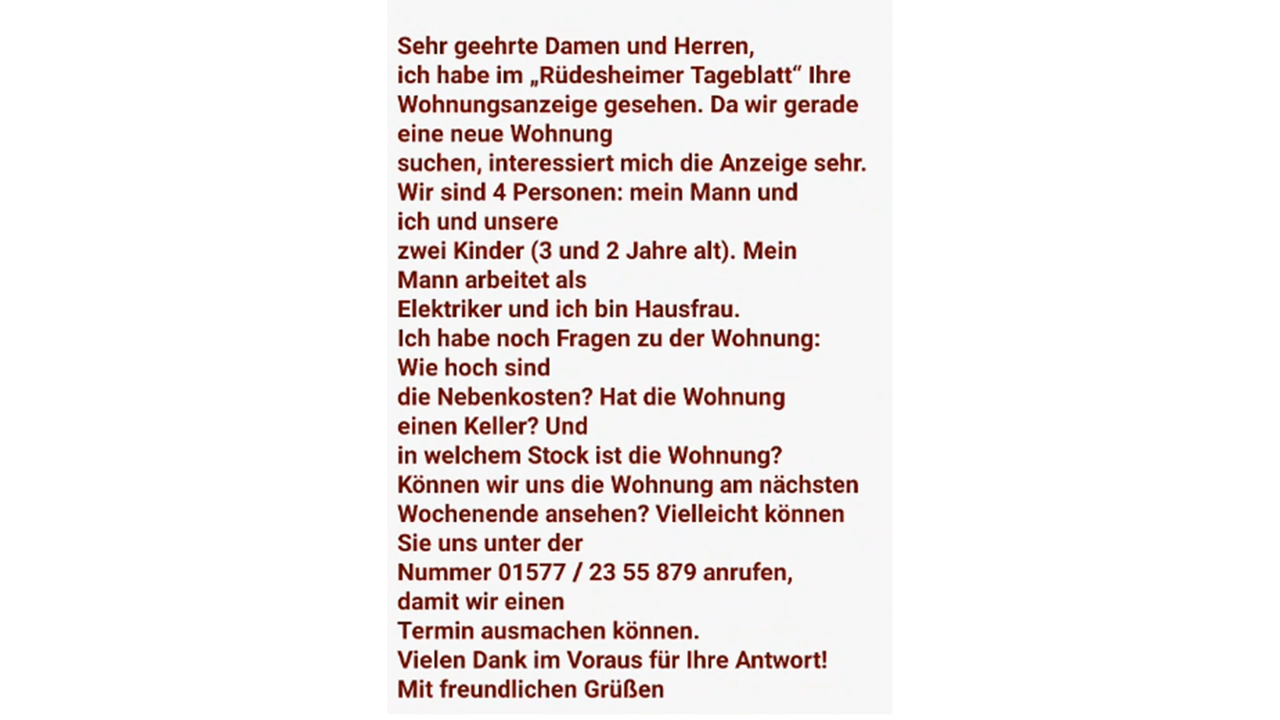 Sehr geehrte Damen und Herren,
ich habe im „Rüdesheimer Tageblatt“ Ihre
Wohnungsanzeige gesehen. Da wir gerade
eine neue Wohnung
suchen, interessiert mich die Anzeige sehr.
Wir sind 4 Personen: mein Mann und
ich und unsere
zwei Kinder (3 und 2 Jahre alt). Mein
Mann arbeitet als
Elektriker und ich bin Hausfrau.
Ich habe noch Fragen zu der Wohnung:
Wie hoch sind
die Nebenkosten? Hat die Wohnung
einen Keller? Und
in welchem Stock ist die Wohnung?
Können wir uns die Wohnung am nächsten
Wochenende ansehen? Vielleicht können
Sie uns unter der
Nummer 01577 / 23 55 879 anrufen,
damit wir einen
Termin ausmachen können.
Vielen Dank im Voraus für Ihre Antwort!
Mit freundlichen Grüßen